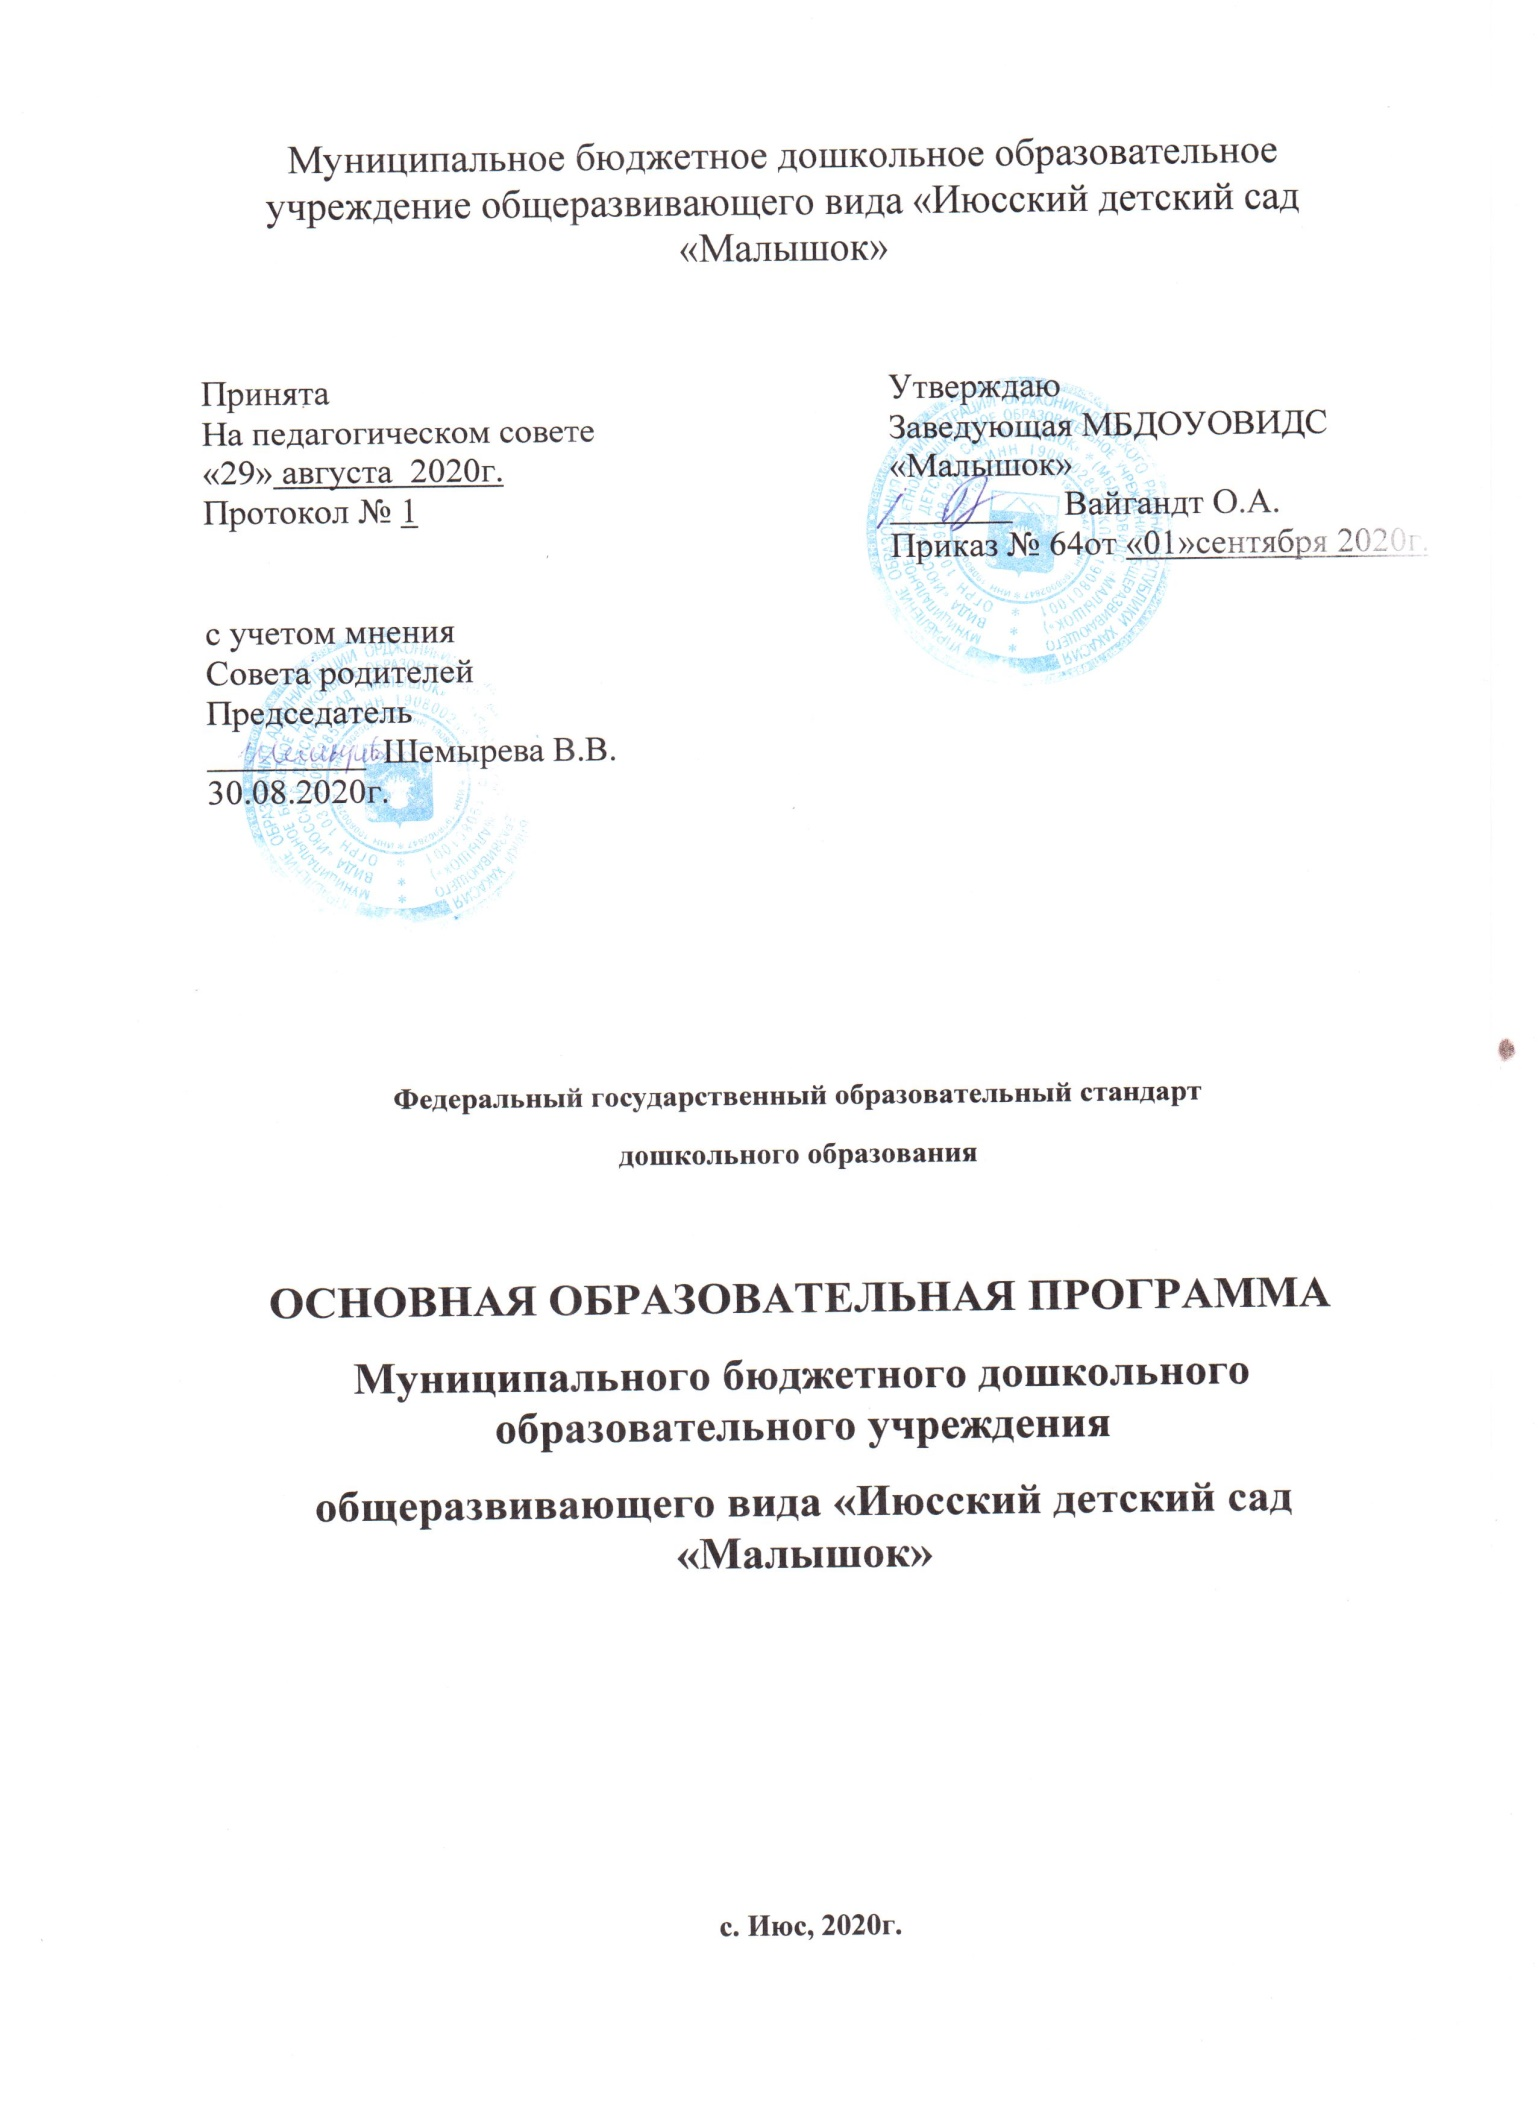 Муниципальное бюджетное дошкольное образовательное
учреждение общеразвивающего вида «Июсский детский сад
«Малышок»
Принята
На педагогическом совете
«29» августа 2020г.
Протокол № 1
Утверждаю
Заведующая МБДОУОВИДС
«Малышок»
Вайгандт О.А.
Приказ № 64от «01»сентября 2020г.
с учетом мнения
Совета родителей
Председатель
Шемырева В.В.
30.08.2020г.
Федеральный государственный образовательный стандарт
дошкольного образования
ОСНОВНАЯ ОБРАЗОВАТЕЛЬНАЯ ПРОГРАММА
Муниципального бюджетного дошкольного
образовательного учреждения
общеразвивающего вида «Июсский детский сад
«Малышок»
с. Июс, 2020г.